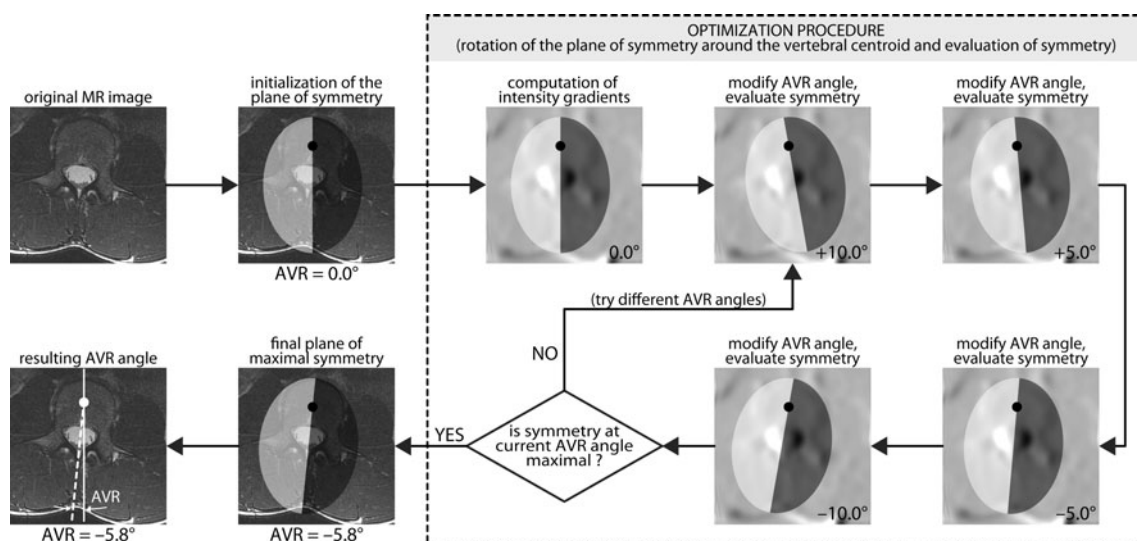 OPTIMIZATION PROCEDURE
(rotation of the plane of symmetry around the vertebral centroid and evaluation of symmetry)
original MR image
initialization of the
plane of symmetry
AVR = 0.0°
computation of
intensity gradients
0.0°
modify AVR angle,
evaluate symmetry
+10.0°
modify AVR angle,
evaluate symmetry
+5.0°
(try different AVR angles)
NO
modify AVR angle,
evaluate symmetry
−5.0°
modify AVR angle,
evaluate symmetry
−10.0°
is symmetry at
current AVR angle
maximal ?
YES
final plane of
maximal symmetry
AVR = −5.8°
resulting AVR angle
AVR
AVR = −5.8°